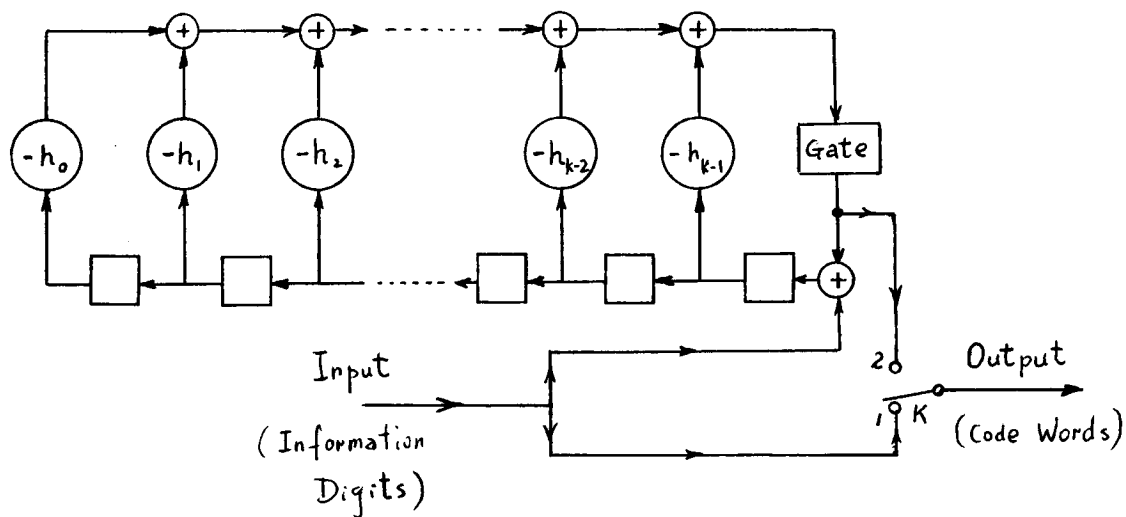 + + + +
-h₀ -h₁ -h₂ -hₖ₋₂ -hₖ₋₁ Gate
+
Input
2 Output
1 K
(Information
Digits)
(Code Words)